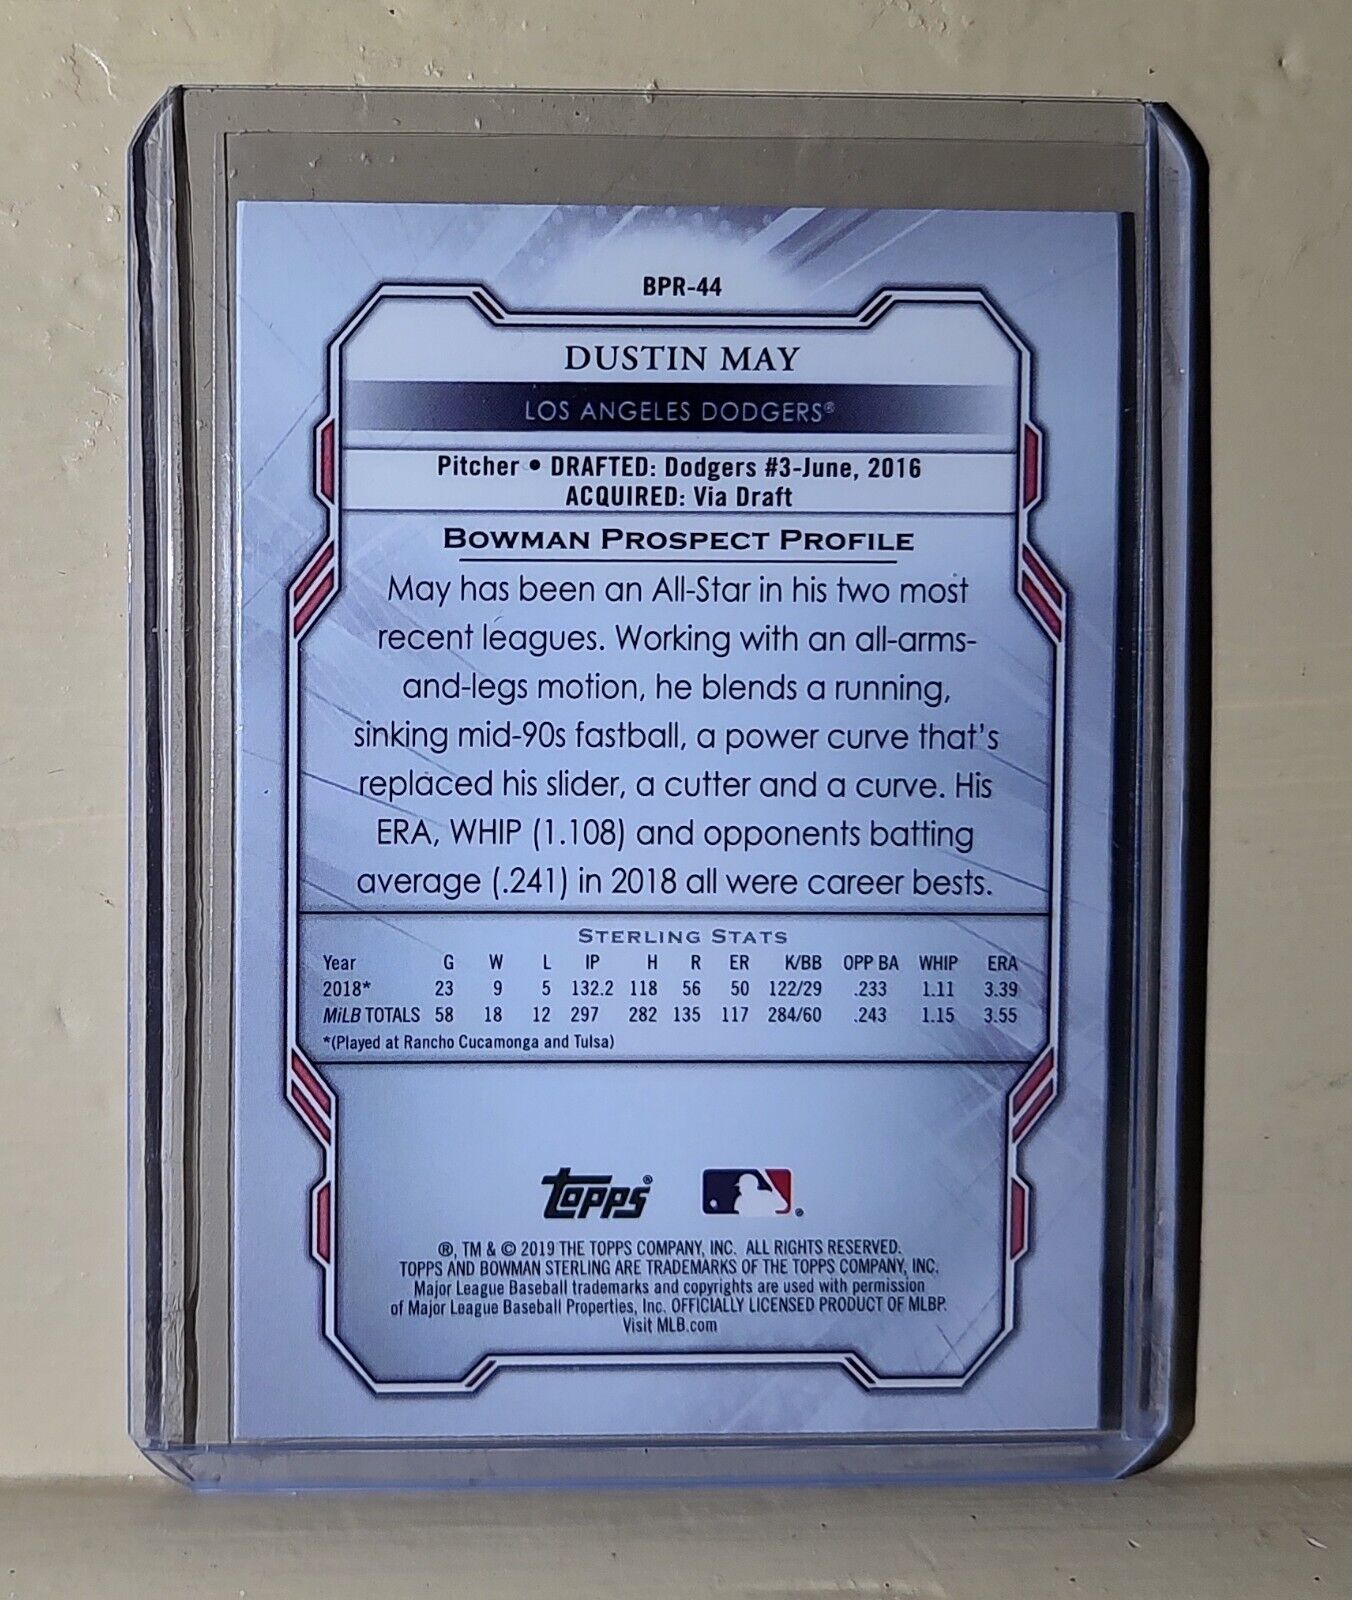 BPR-44
DUSTIN MAY
LOS ANGELES DODGERS®
Pitcher • DRAFTED: Dodgers #3-June, 2016
ACQUIRED: Via Draft
BOWMAN PROSPECT PROFILE
May has been an All-Star in his two most
recent leagues. Working with an all-arms-
and-legs motion, he blends a running,
sinking mid-90s fastball, a power curve that's
replaced his slider, a cutter and a curve. His
ERA, WHIP (1.108) and opponents batting
average (.241) in 2018 all were career bests.
STERLING STATS
Year G W L IP H R ER K/BB OPP BA WHIP ERA
2018* 23 9 5 132.2 118 56 50 122/29 .233 1.11 3.39
MiLB TOTALS 58 18 12 297 282 135 117 284/60 .243 1.15 3.55
*(Played at Rancho Cucamonga and Tulsa)
topps® ®
®, TM & © 2019 THE TOPPS COMPANY, INC. ALL RIGHTS RESERVED.
TOPPS AND BOWMAN STERLING ARE TRADEMARKS OF THE TOPPS COMPANY, INC.
Major League Baseball trademarks and copyrights are used with permission
of Major League Baseball Properties, Inc. OFFICIALLY LICENSED PRODUCT OF MLBP.
Visit MLB.com